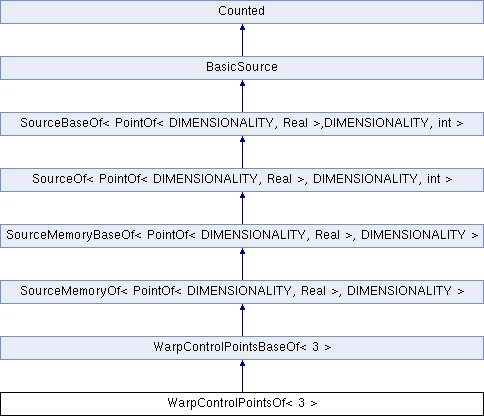 Counted
BasicSource
SourceBaseOf< PointOf< DIMENSIONALITY, Real >,DIMENSIONALITY, int >
SourceOf< PointOf< DIMENSIONALITY, Real >, DIMENSIONALITY, int >
SourceMemoryBaseOf< PointOf< DIMENSIONALITY, Real >, DIMENSIONALITY >
SourceMemoryOf< PointOf< DIMENSIONALITY, Real >, DIMENSIONALITY >
WarpControlPointsBaseOf< 3 >
WarpControlPointsOf< 3 >